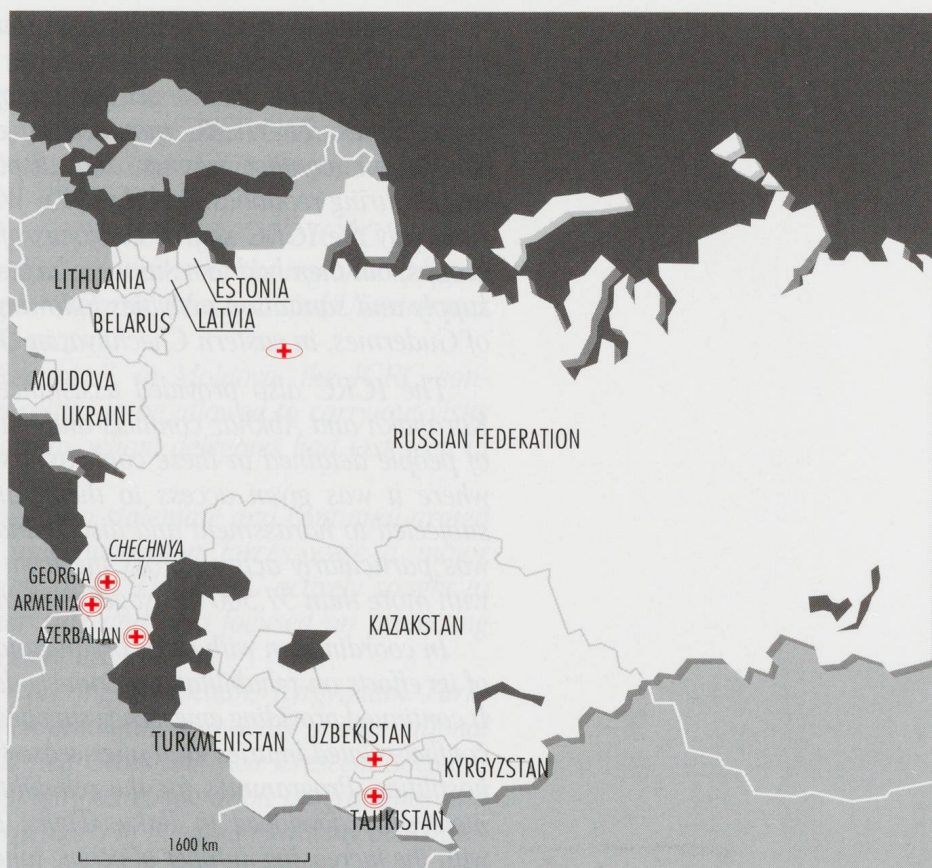 LITHUANIA
ESTONIA
LATVIA
BELARUS
MOLDOVA
UKRAINE
RUSSIAN FEDERATION
CHECHNYA
GEORGIA
ARMENIA
AZERBAIJAN
KAZAKSTAN
TURKMENISTAN
UZBEKISTAN
KYRGYZSTAN
TAJIKISTAN
1600 km